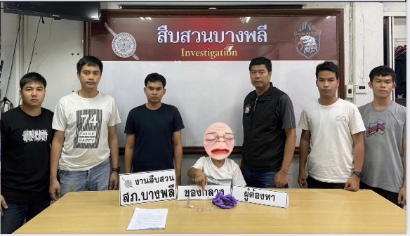 สืบสวนบางพลี
Investigation
74
งานสืบสวน
สภ.บางพลี
ของกลาง
ผู้ต้องหา